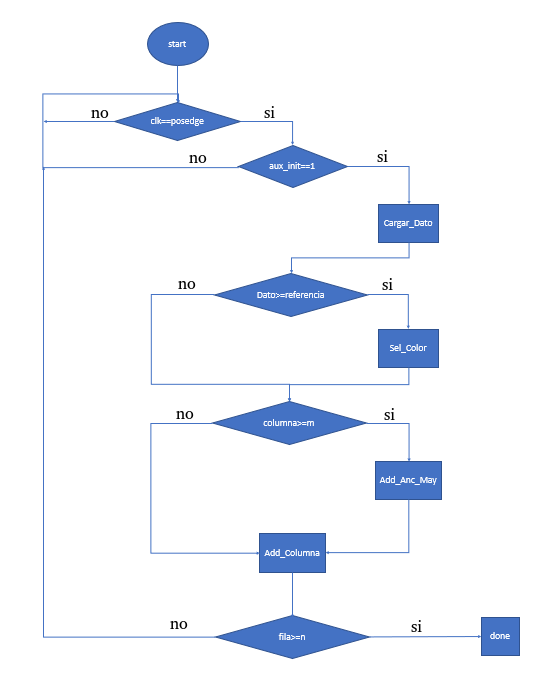 start
no
clk==posedge
si
no
aux_init==1
si
Cargar_Dato
no
Dato>=referencia
si
Sel_Color
no
columna>=m
si
Add_Anc_May
Add_Columna
no
fila>=n
si
done